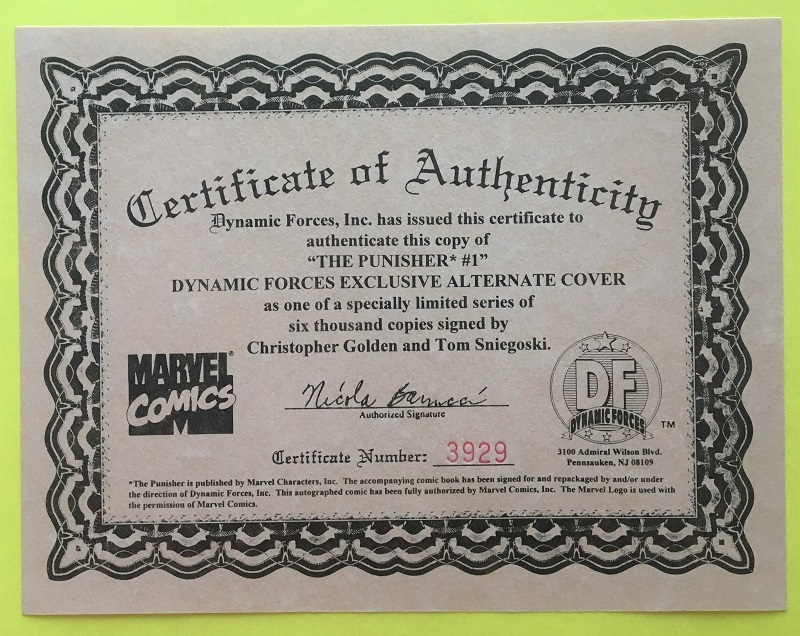 Certificate of Authenticity
Dynamic Forces, Inc. has issued this certificate to
authenticate this copy of
“THE PUNISHER* #1”
DYNAMIC FORCES EXCLUSIVE ALTERNATE COVER
as one of a specially limited series of
six thousand copies signed by
Christopher Golden and Tom Sniegoski.
MARVEL®
COMICS
M
Nicola Barrucci
Authorized Signature
DF
DYNAMIC FORCES
TM
3100 Admiral Wilson Blvd.
Pennsauken, NJ 08109
Certificate Number: 3929
*The Punisher is published by Marvel Characters, Inc. The accompanying comic book has been signed for and repackaged by and/or under
the direction of Dynamic Forces, Inc. This autographed comic has been fully authorized by Marvel Comics, Inc. The Marvel Logo is used with
the permission of Marvel Comics.